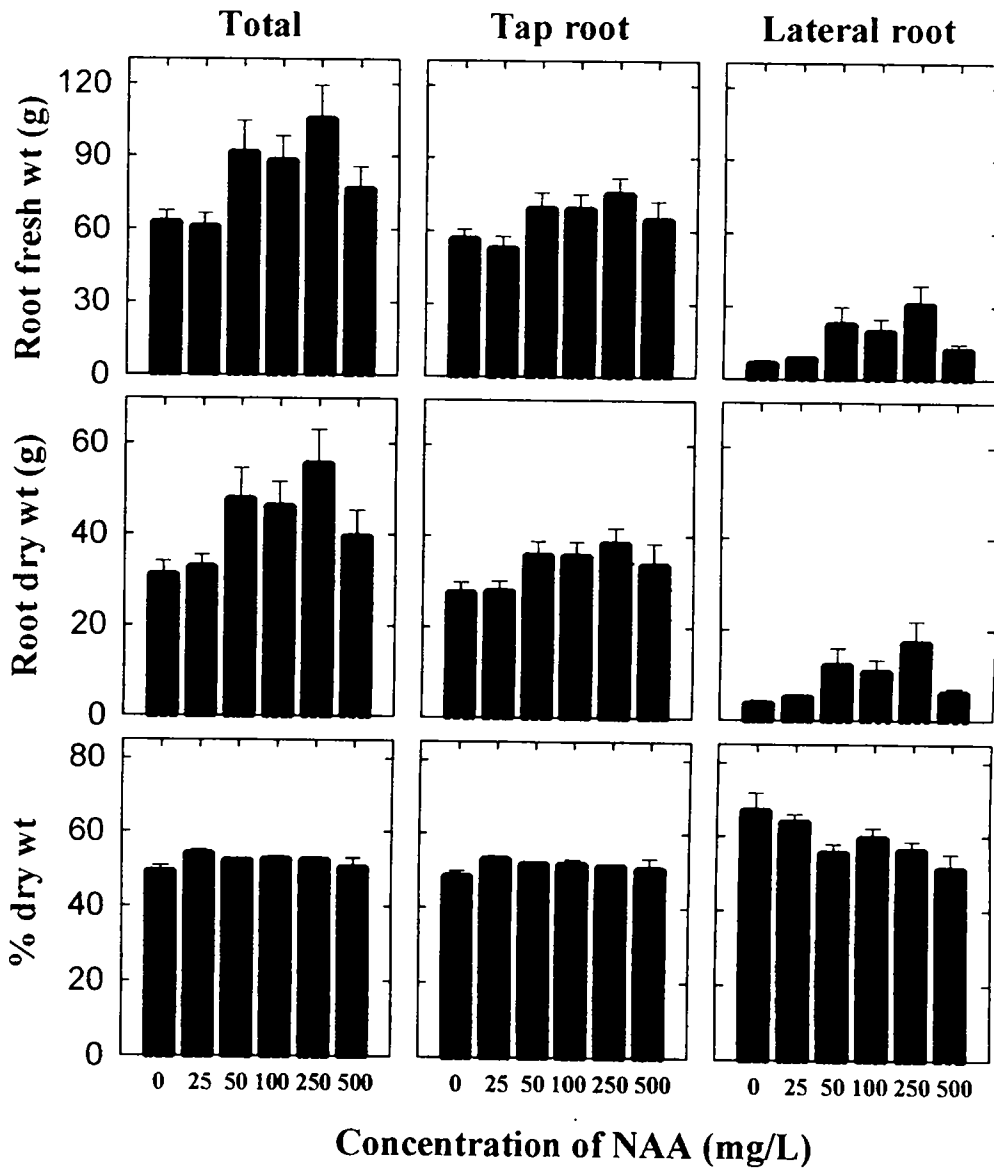 Total Tap root Lateral root
Root fresh wt (g)
120
90
60
30
0
Root dry wt (g)
60
40
20
0
% dry wt
80
60
40
20
0
0 25 50 100 250 500 0 25 50 100 250 500 0 25 50 100 250 500
Concentration of NAA (mg/L)